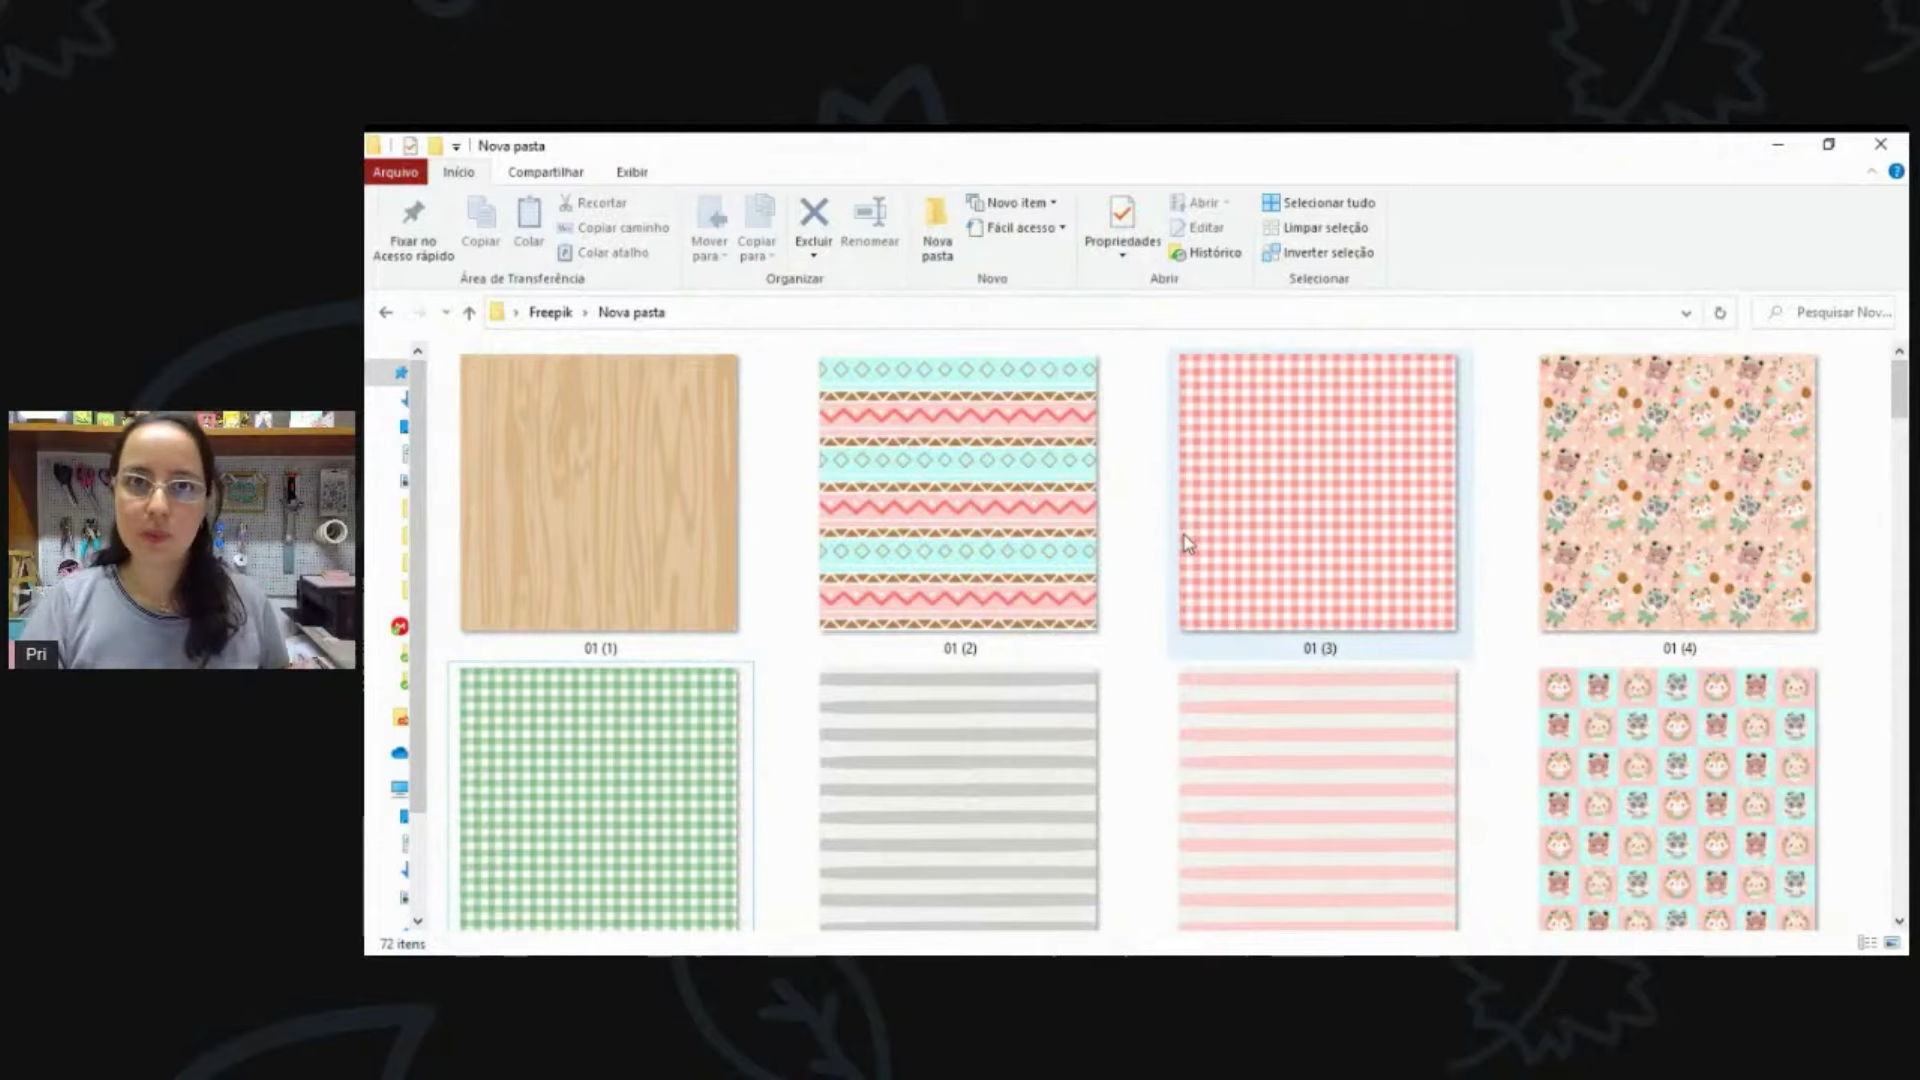 Nova pasta
Arquivo Início Compartilhar Exibir
Fixar no
Acesso rápido
Copiar
Colar
Recortar
Copiar caminho
Colar atalho
Área de Transferência
Mover
para
Copiar
para
Excluir
Renomear
Organizar
Nova
pasta
Novo item
Fácil acesso
Novo
Propriedades
Abrir
Editar
Histórico
Abrir
Selecionar tudo
Limpar seleção
Inverter seleção
Selecionar
Freepik › Nova pasta
Pesquisar Nov...
01 (1)
01 (2)
01 (3)
01 (4)
Pri
72 itens